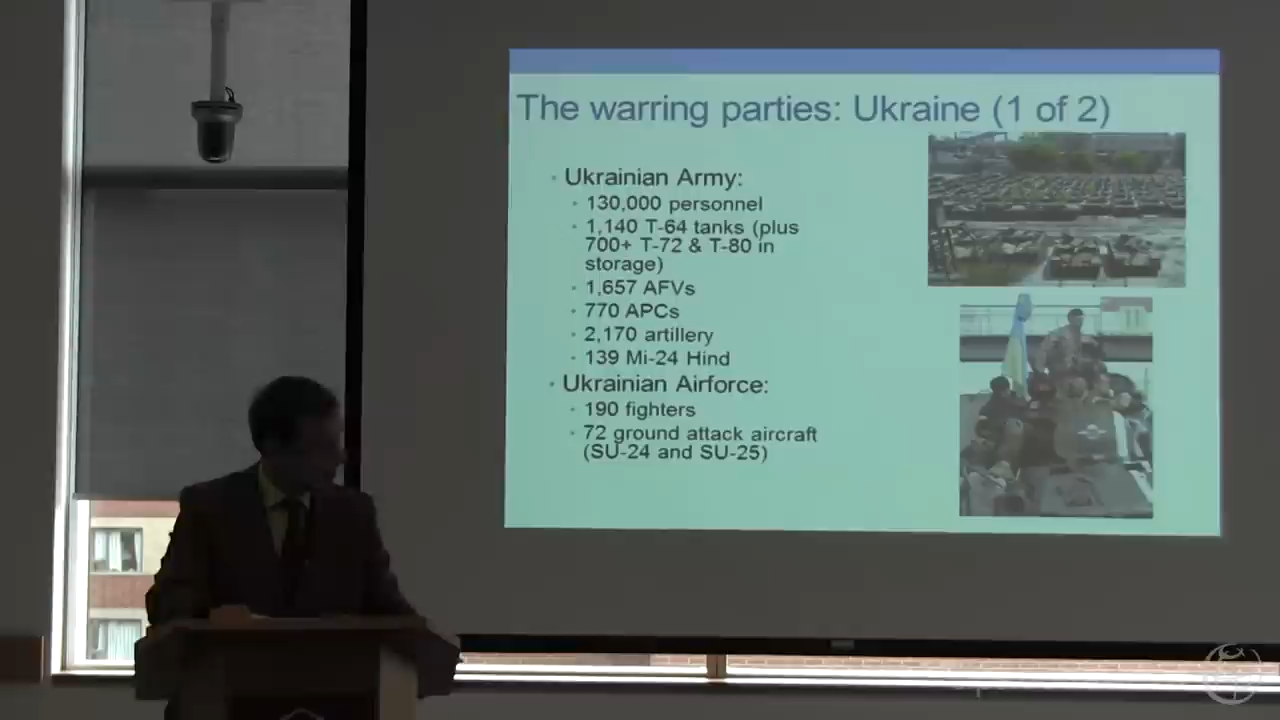 The warring parties: Ukraine (1 of 2)
Ukrainian Army:
130,000 personnel
1,140 T-64 tanks (plus
700+ T-72 & T-80 in
storage)
1,657 AFVs
770 APCs
2,170 artillery
139 Mi-24 Hind
Ukrainian Airforce:
190 fighters
72 ground attack aircraft
(SU-24 and SU-25)